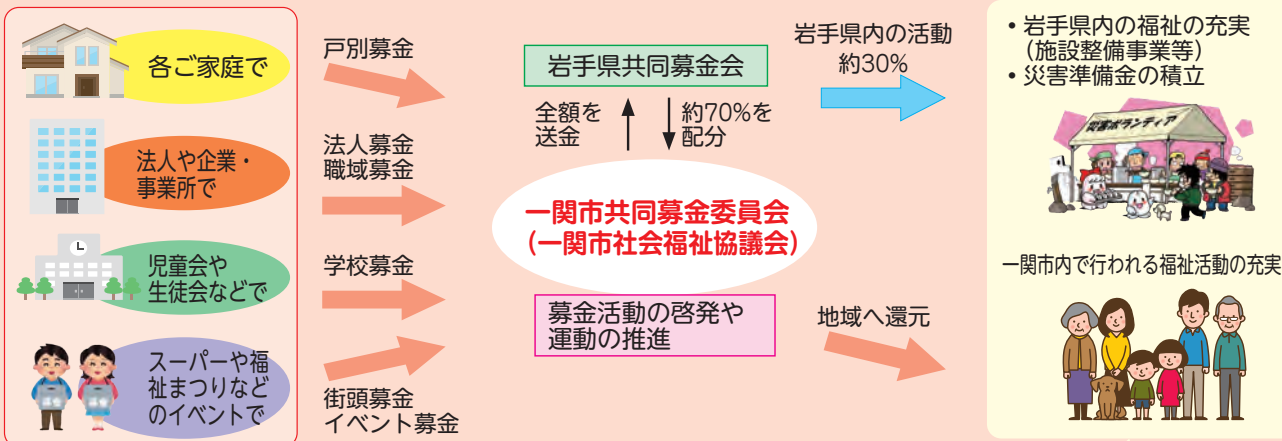 各ご家庭で
法人や企業・
事業所で
児童会や
生徒会などで
スーパーや福
祉まつりなど
のイベントで
戸別募金
法人募金
職域募金
学校募金
街頭募金
イベント募金
岩手県共同募金会
全額を
送金
約70%を
配分
一関市共同募金委員会
(一関市社会福祉協議会)
募金活動の啓発や
運動の推進
岩手県内の活動
約30%
地域へ還元
・岩手県内の福祉の充実
(施設整備事業等)
・災害準備金の積立
災害ボランティア
一関市内で行われる福祉活動の充実